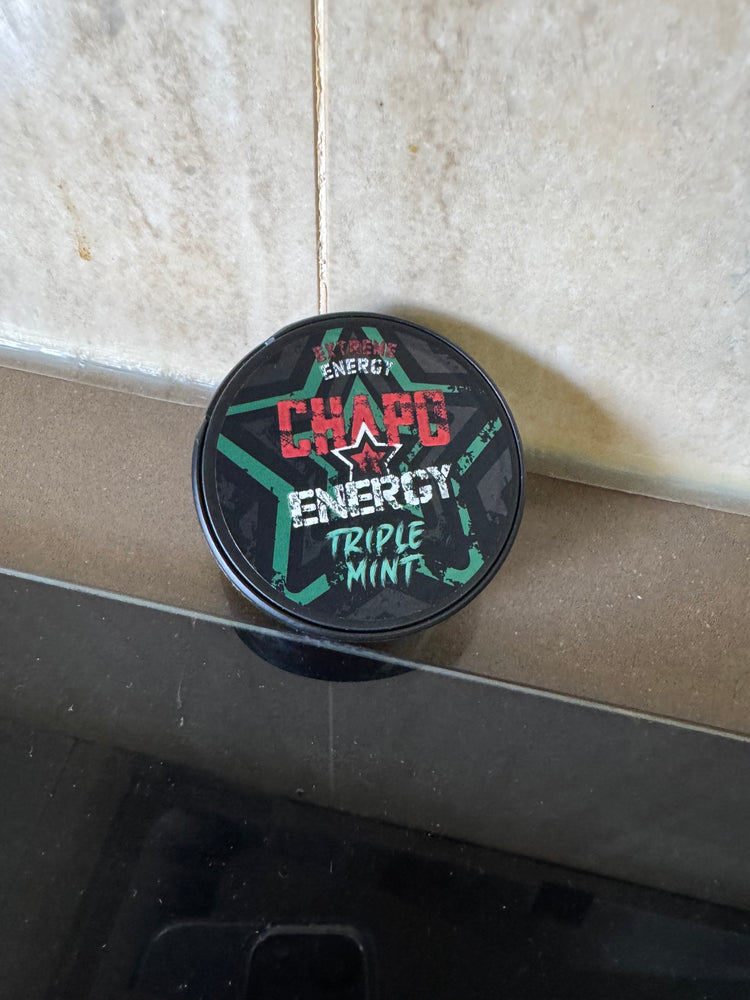 EXTREME
ENERGY
CHAPO
ENERGY
TRIPLE
MINT